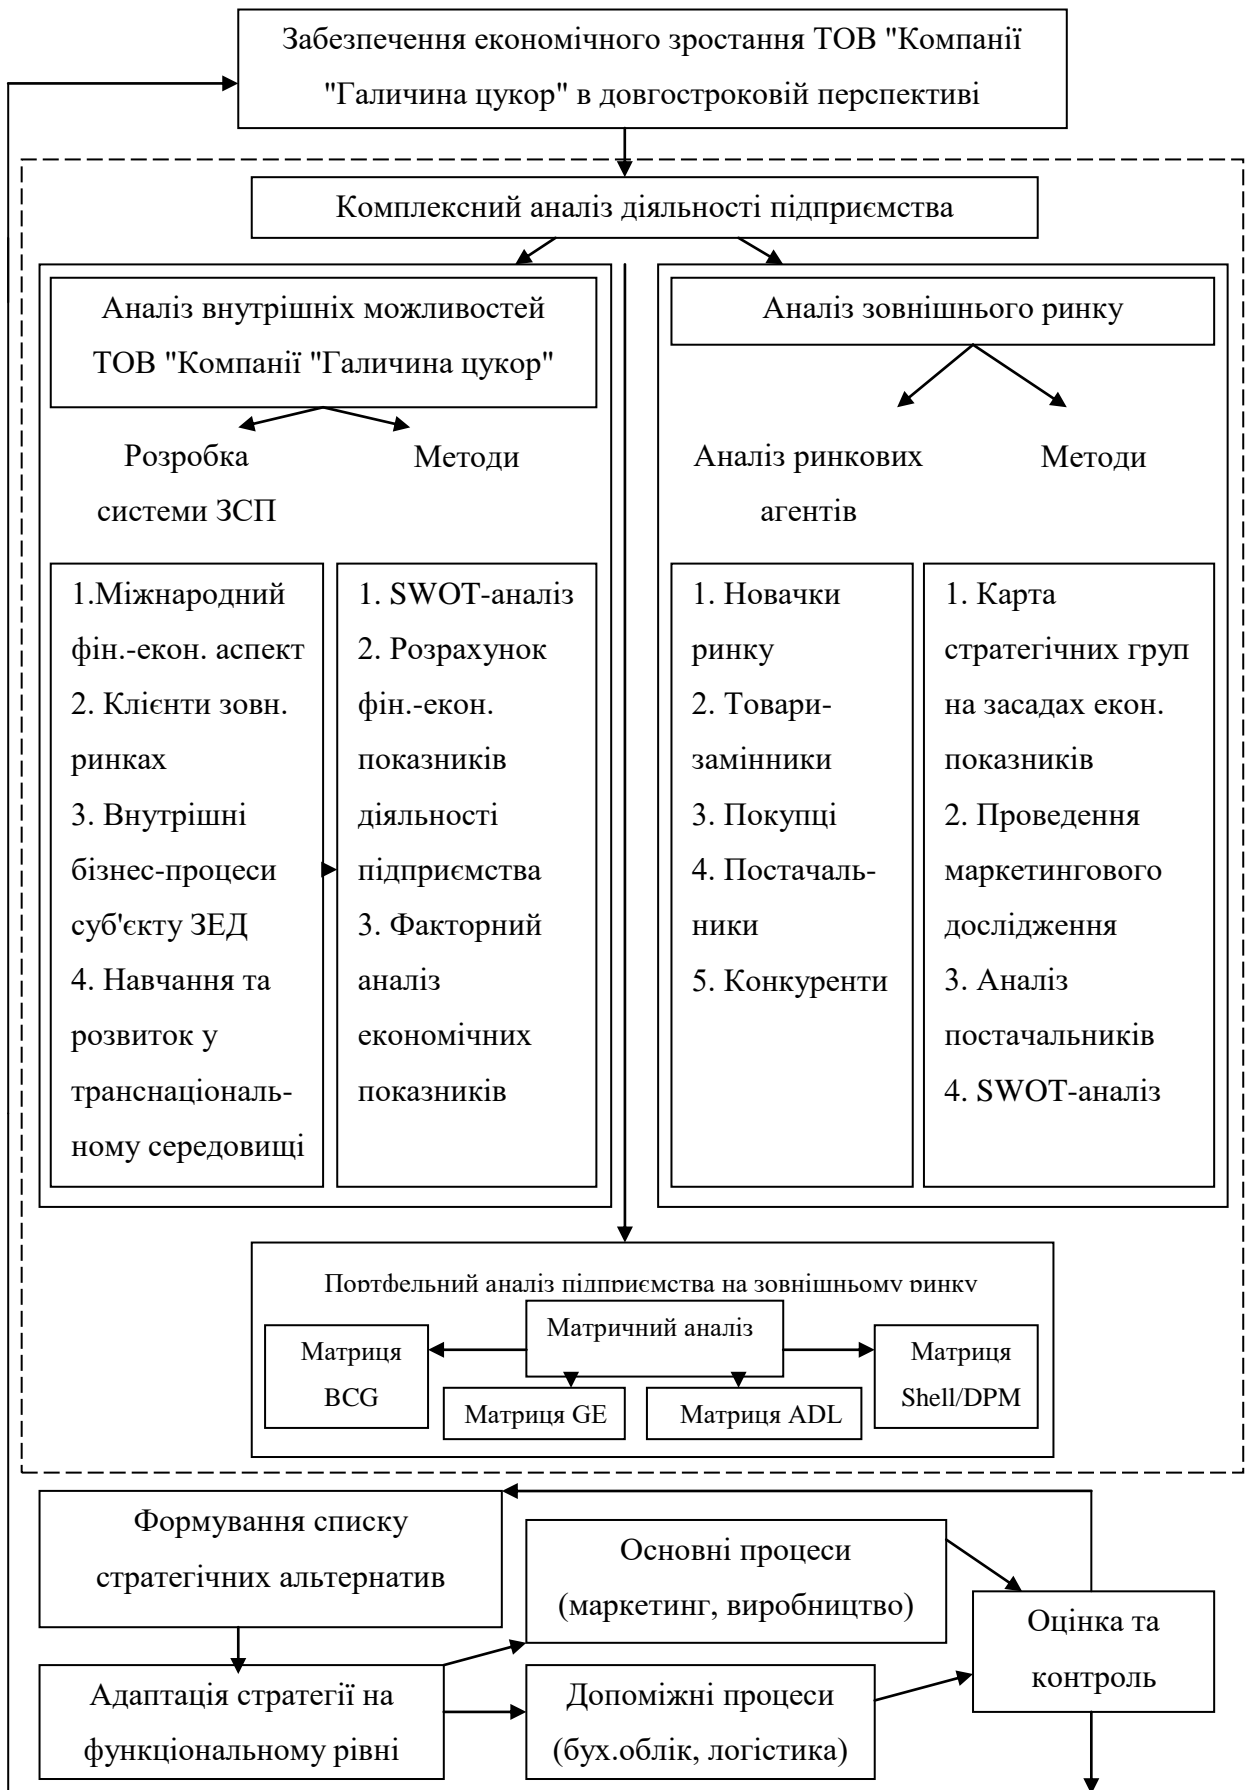 Забезпечення економічного зростання ТОВ "Компанії
"Галичина цукор" в довгостроковій перспективі
Комплексний аналіз діяльності підприємства
Аналіз внутрішніх можливостей
ТОВ "Компанії "Галичина цукор"
Розробка
системи ЗСП
Методи
1.Міжнародний
фін.-екон. аспект
2. Клієнти зовн.
ринках
3. Внутрішні
бізнес-процеси
суб'єкту ЗЕД
4. Навчання та
розвиток у
транснаціональ-
ному середовищі
1. SWOT-аналіз
2. Розрахунок
фін.-екон.
показників
діяльності
підприємства
3. Факторний
аналіз
економічних
показників
Аналіз зовнішнього ринку
Аналіз ринкових
агентів
Методи
1. Новачки
ринку
2. Товари-
замінники
3. Покупці
4. Постачаль-
ники
5. Конкуренти
1. Карта
стратегічних груп
на засадах екон.
показників
2. Проведення
маркетингового
дослідження
3. Аналіз
постачальників
4. SWOT-аналіз
Портфельний аналіз підприємства на зовнішньому ринку
Матричний аналіз
Матриця
BCG
Матриця GE
Матриця ADL
Матриця
Shell/DPM
Формування списку
стратегічних альтернатив
Основні процеси
(маркетинг, виробництво)
Оцінка та
контроль
Адаптація стратегії на
функціональному рівні
Допоміжні процеси
(бух.облік, логістика)